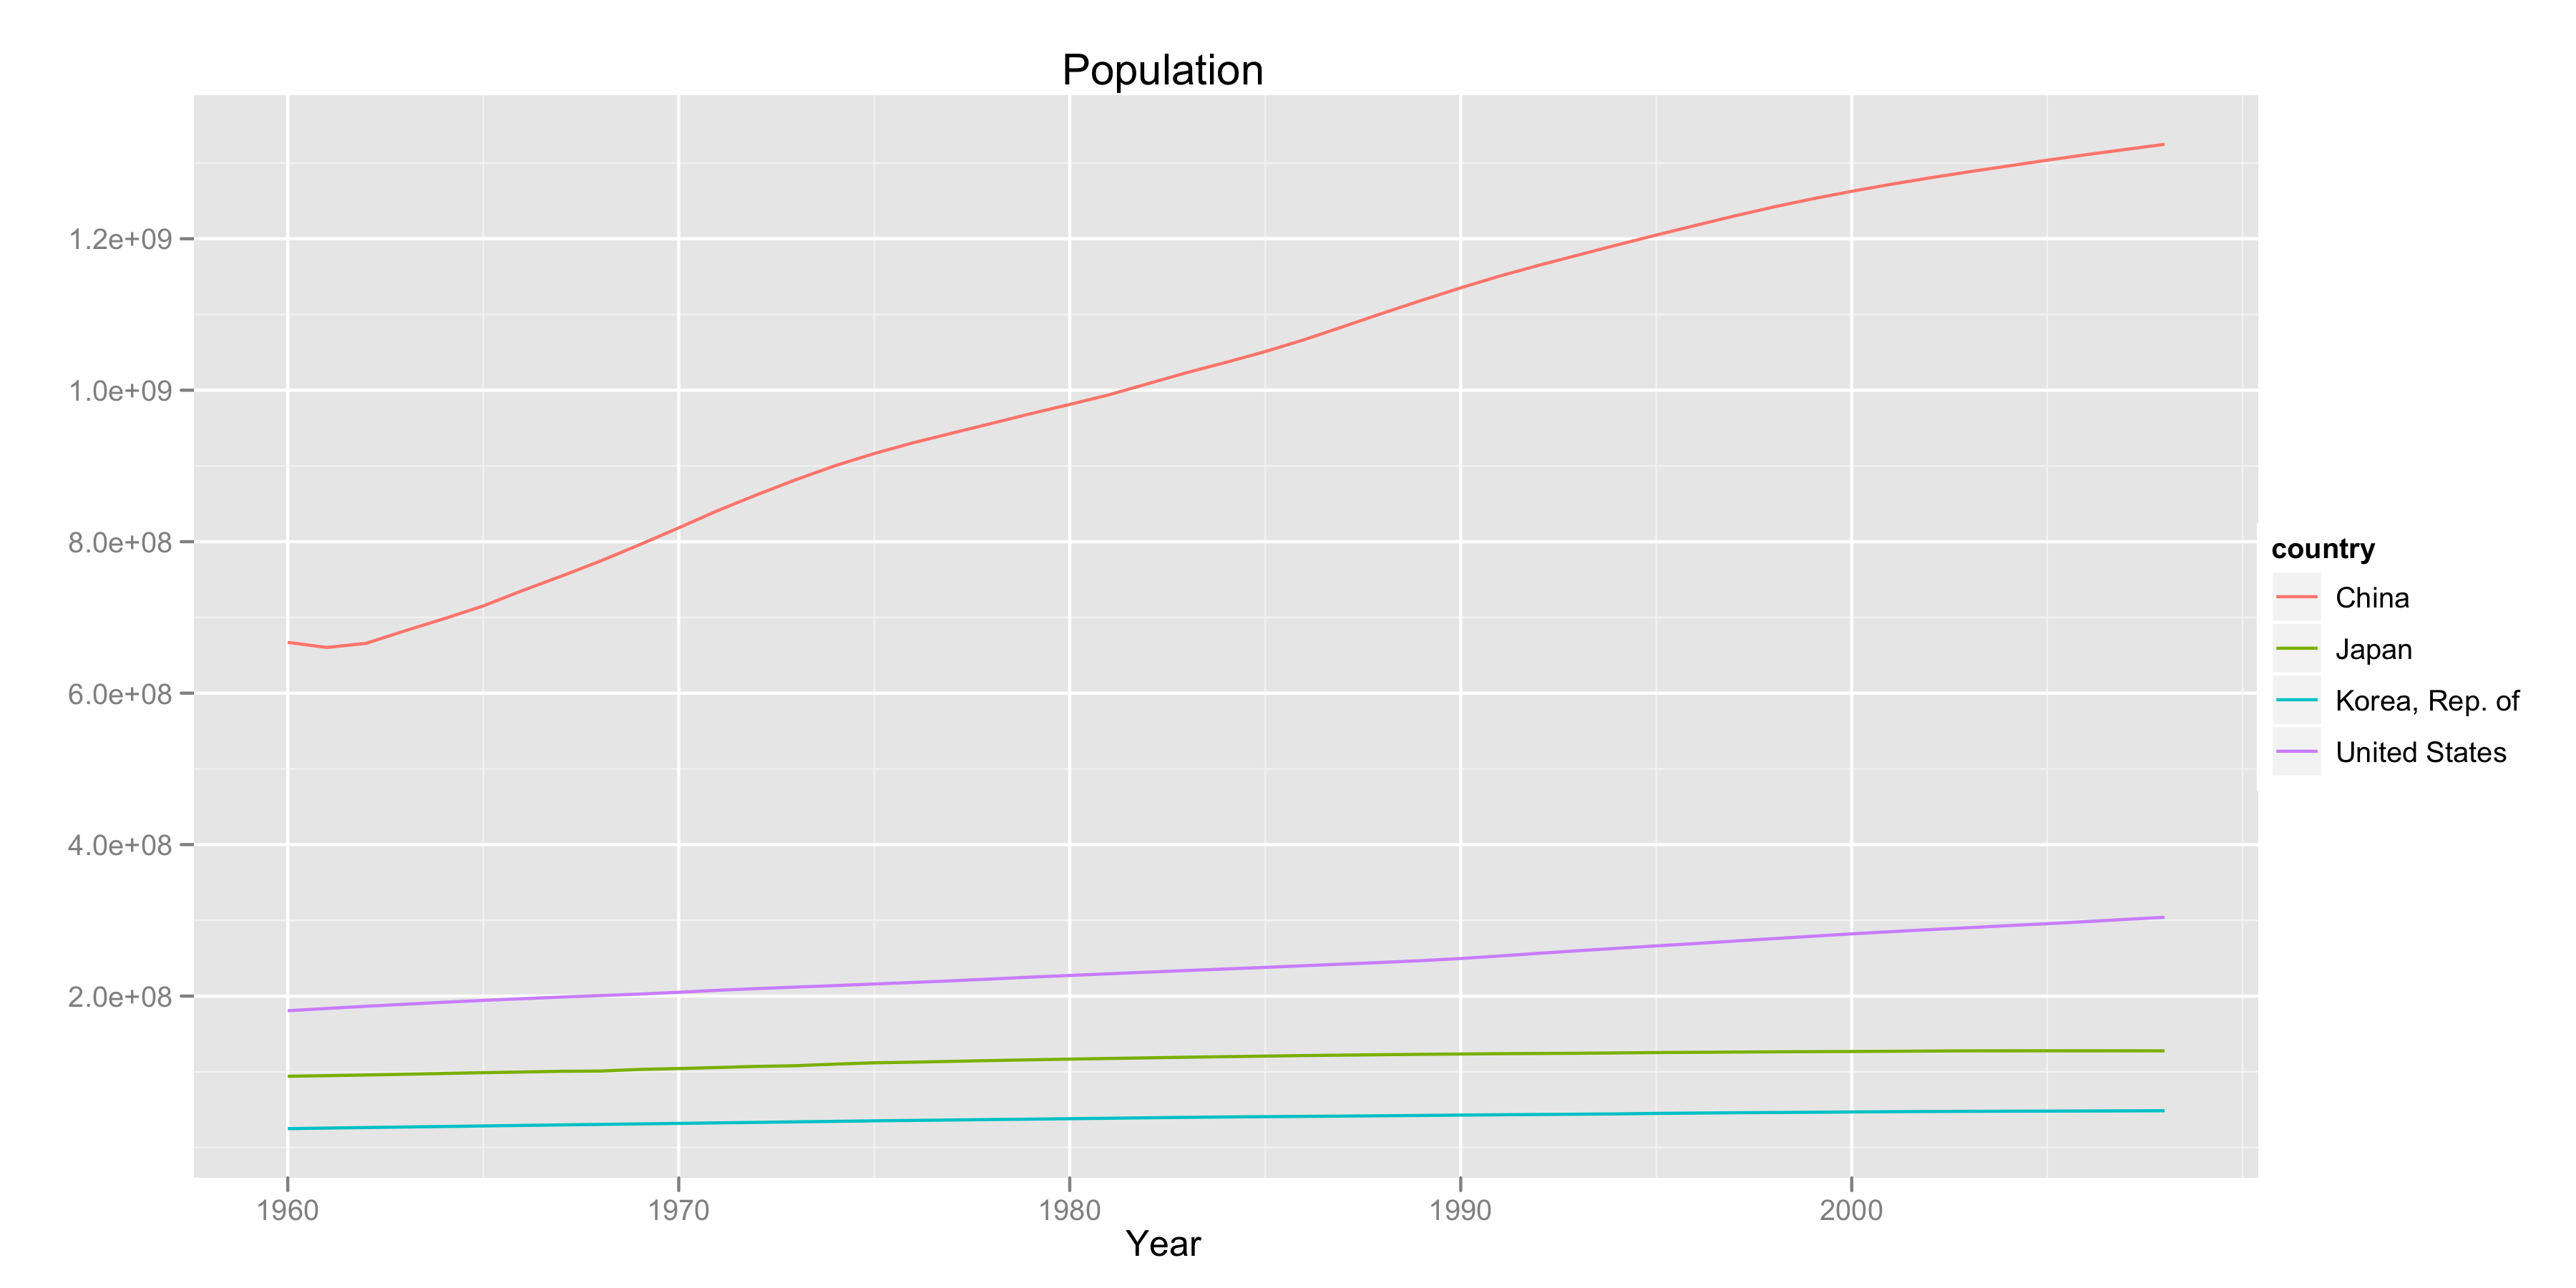 Population
1.2e+09
1.0e+09
8.0e+08
6.0e+08
4.0e+08
2.0e+08
1960 1970 1980 1990 2000
Year
country
China
Japan
Korea, Rep. of
United States